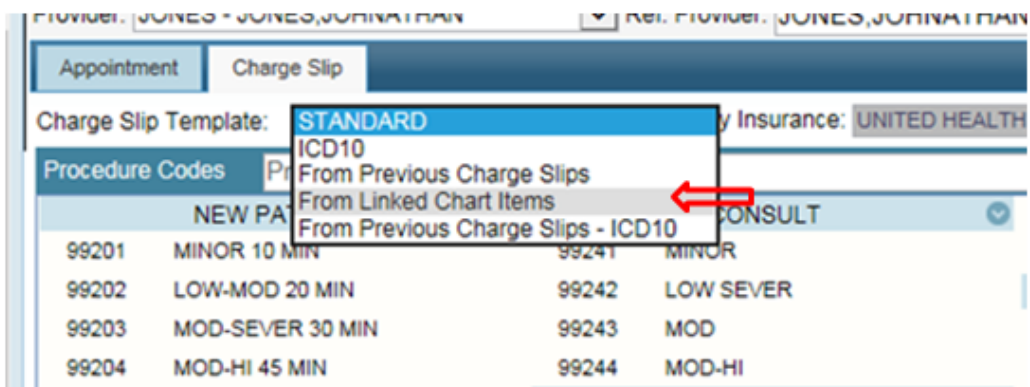 Provider: JONES - JONES,JOHNATHAN Ref. Provider: JONES,JOHNATHAN
Appointment Charge Slip
Charge Slip Template: STANDARD y Insurance: UNITED HEALTH
ICD10
Procedure Codes Pr From Previous Charge Slips
From Linked Chart Items
NEW PAT CONSULT
From Previous Charge Slips - ICD10
99201 MINOR 10 MIN 99241 MINOR
99202 LOW-MOD 20 MIN 99242 LOW SEVER
99203 MOD-SEVER 30 MIN 99243 MOD
99204 MOD-HI 45 MIN 99244 MOD-HI